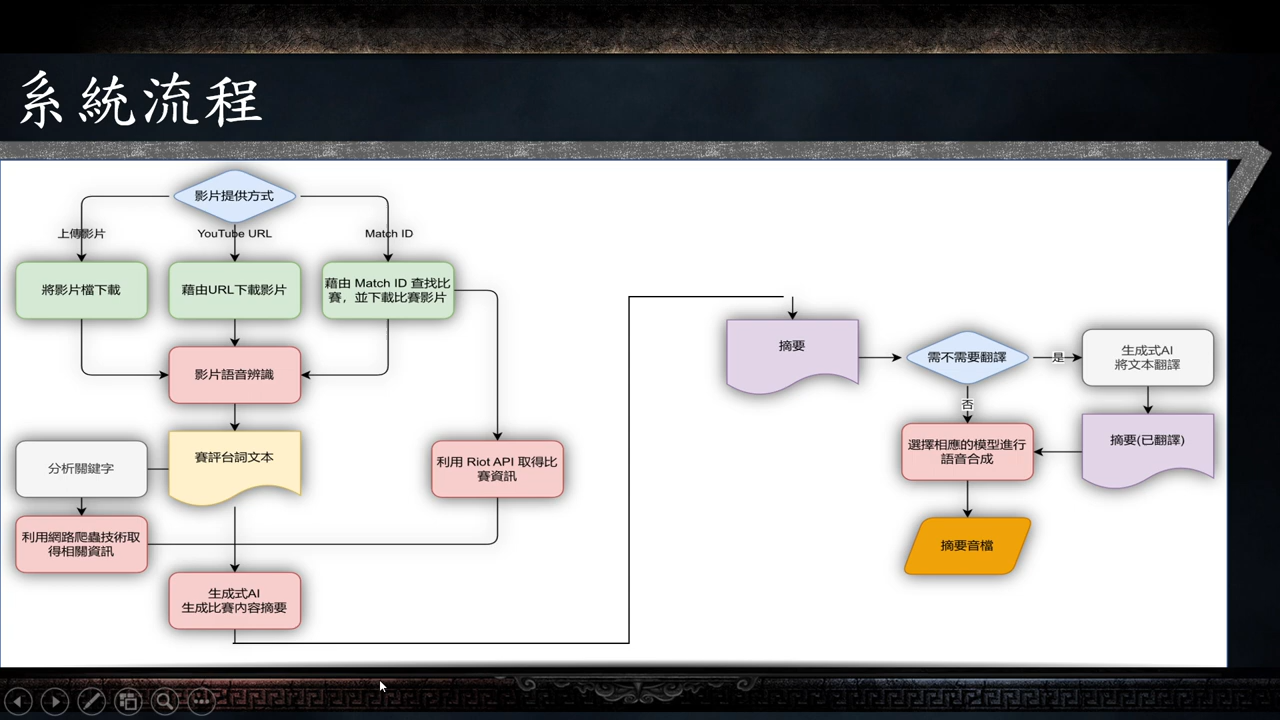 系統流程
影片提供方式
上傳影片
YouTube URL
Match ID
將影片檔下載
藉由URL下載影片
藉由 Match ID 查找比
賽，並下載比賽影片
影片語音辨識
分析關鍵字
賽評台詞文本
利用 Riot API 取得比
賽資訊
利用網路爬蟲技術取
得相關資訊
生成式AI
生成比賽內容摘要
摘要
需不需要翻譯
是
生成式AI
將文本翻譯
否
選擇相應的模型進行
語音合成
摘要(已翻譯)
摘要音檔